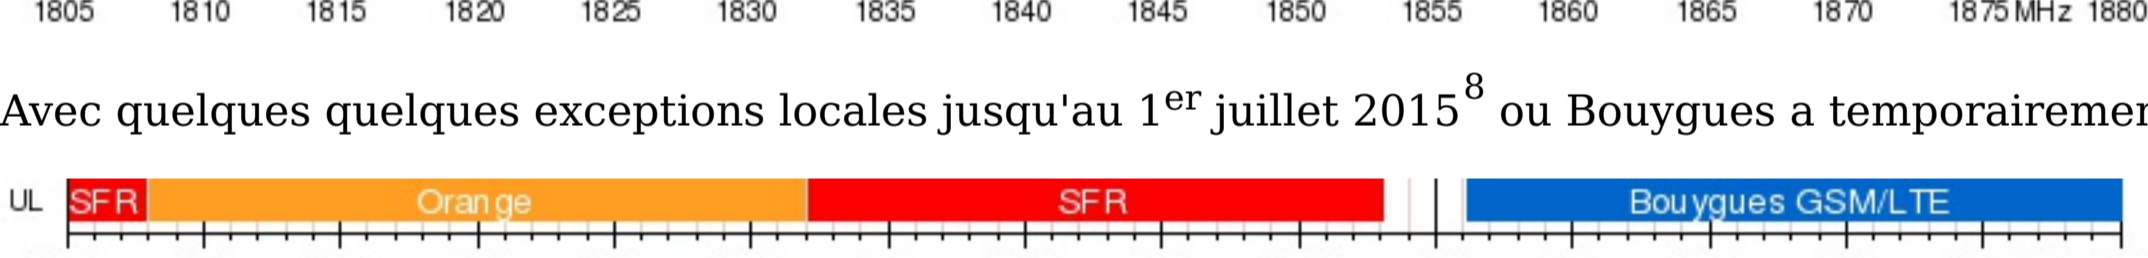 1805 1810 1815 1820 1825 1830 1835 1840 1845 1850 1855 1860 1865 1870 1875 MHz 1880
Avec quelques quelques exceptions locales jusqu'au 1er juillet 2015 8 ou Bouygues a
UL SFR Orange SFR Bouygues GSM/LTE